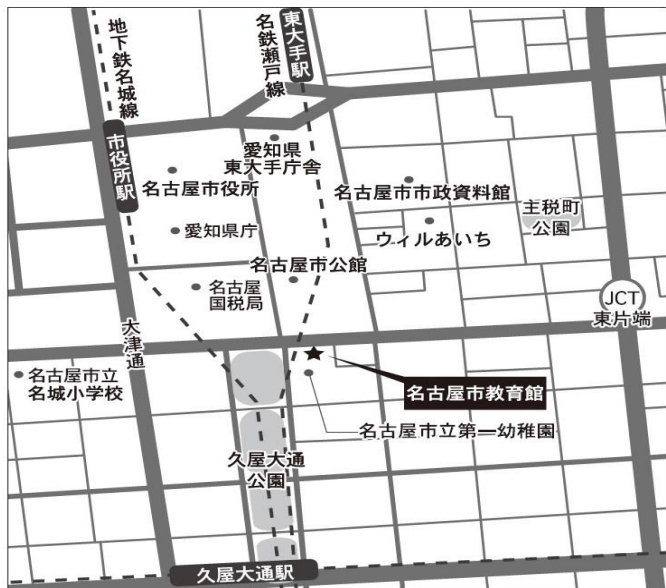 地下鉄名城線
名鉄瀬戸線
東大手駅
市役所駅
愛知県
東大手庁舎
名古屋市役所
名古屋市市政資料館
主税町
公園
愛知県庁
ウィルあいち
名古屋市公館
名古屋
国税局
JCT
東片端
大津通
名古屋市立
名城小学校
名古屋市教育館
名古屋市立第一幼稚園
久屋大通
公園
久屋大通駅